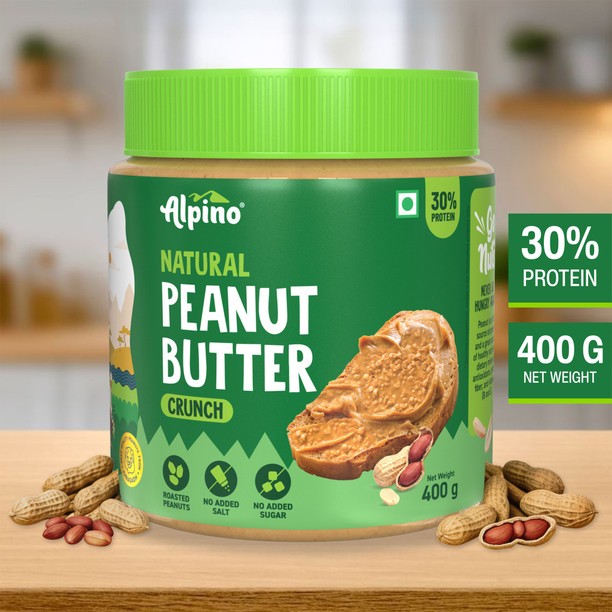 Alpino®
30%
PROTEIN
NATURAL
PEANUT
BUTTER
CRUNCH
ROASTED
PEANUTS
NO ADDED
SALT
NO ADDED
SUGAR
Net Weight
400 g
30%
PROTEIN
400 G
NET WEIGHT